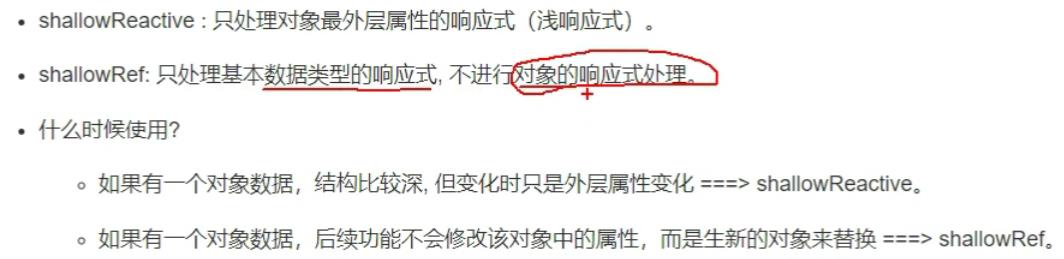 shallowReactive : 只处理对象最外层属性的响应式（浅响应式）。
shallowRef: 只处理基本数据类型的响应式, 不进行对象的响应式处理。
什么时候使用?
如果有一个对象数据，结构比较深, 但变化时只是外层属性变化 ===> shallowReactive。
如果有一个对象数据，后续功能不会修改该对象中的属性，而是生新的对象来替换 ===> shallowRef。